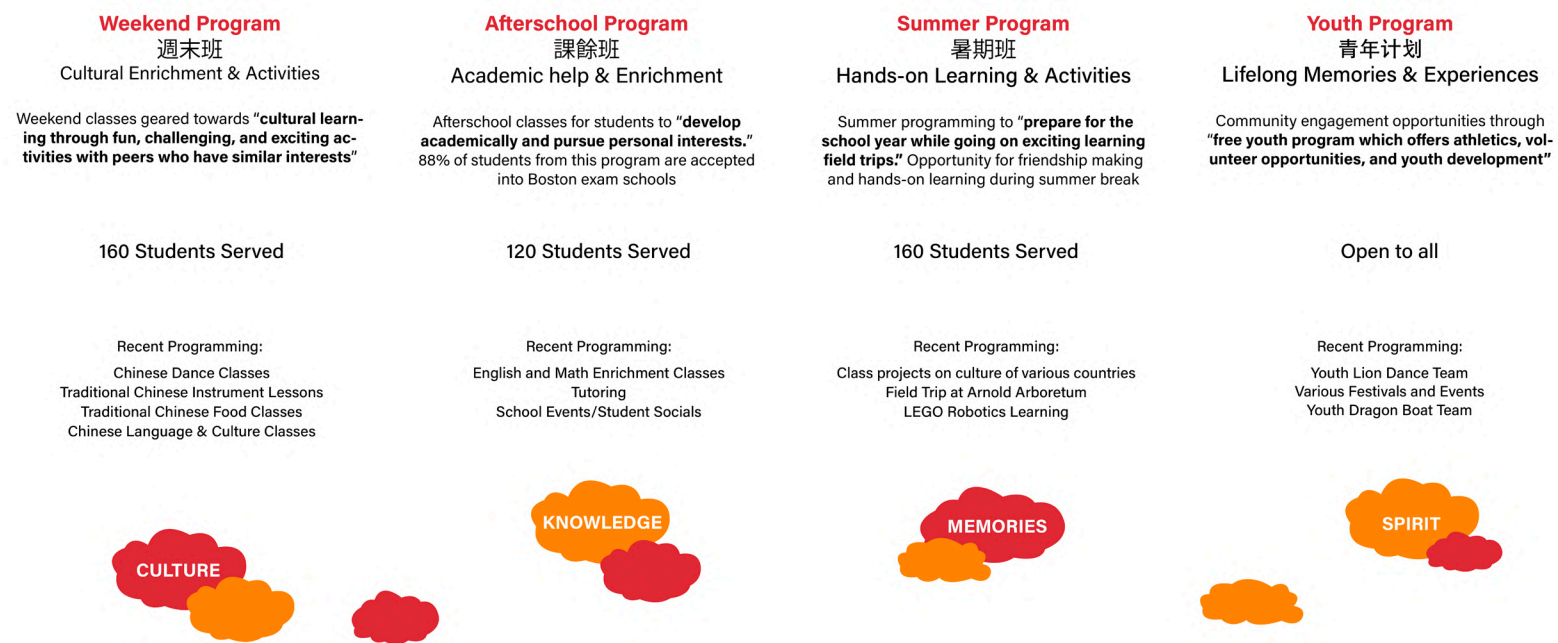 Weekend Program
週末班
Cultural Enrichment & Activities
Weekend classes geared towards “cultural learn-
ing through fun, challenging, and exciting ac-
tivities with peers who have similar interests”
160 Students Served
Recent Programming:
Chinese Dance Classes
Traditional Chinese Instrument Lessons
Traditional Chinese Food Classes
Chinese Language & Culture Classes
CULTURE
Afterschool Program
課餘班
Academic help & Enrichment
Afterschool classes for students to “develop
academically and pursue personal interests.”
88% of students from this program are accepted
into Boston exam schools
120 Students Served
Recent Programming:
English and Math Enrichment Classes
Tutoring
School Events/Student Socials
KNOWLEDGE
Summer Program
暑期班
Hands-on Learning & Activities
Summer programming to “prepare for the
school year while going on exciting learning
field trips.” Opportunity for friendship making
and hands-on learning during summer break
160 Students Served
Recent Programming:
Class projects on culture of various countries
Field Trip at Arnold Arboretum
LEGO Robotics Learning
MEMORIES
Youth Program
青年计划
Lifelong Memories & Experiences
Community engagement opportunities through
“free youth program which offers athletics, vol-
unteer opportunities, and youth development”
Open to all
Recent Programming:
Youth Lion Dance Team
Various Festivals and Events
Youth Dragon Boat Team
SPIRIT